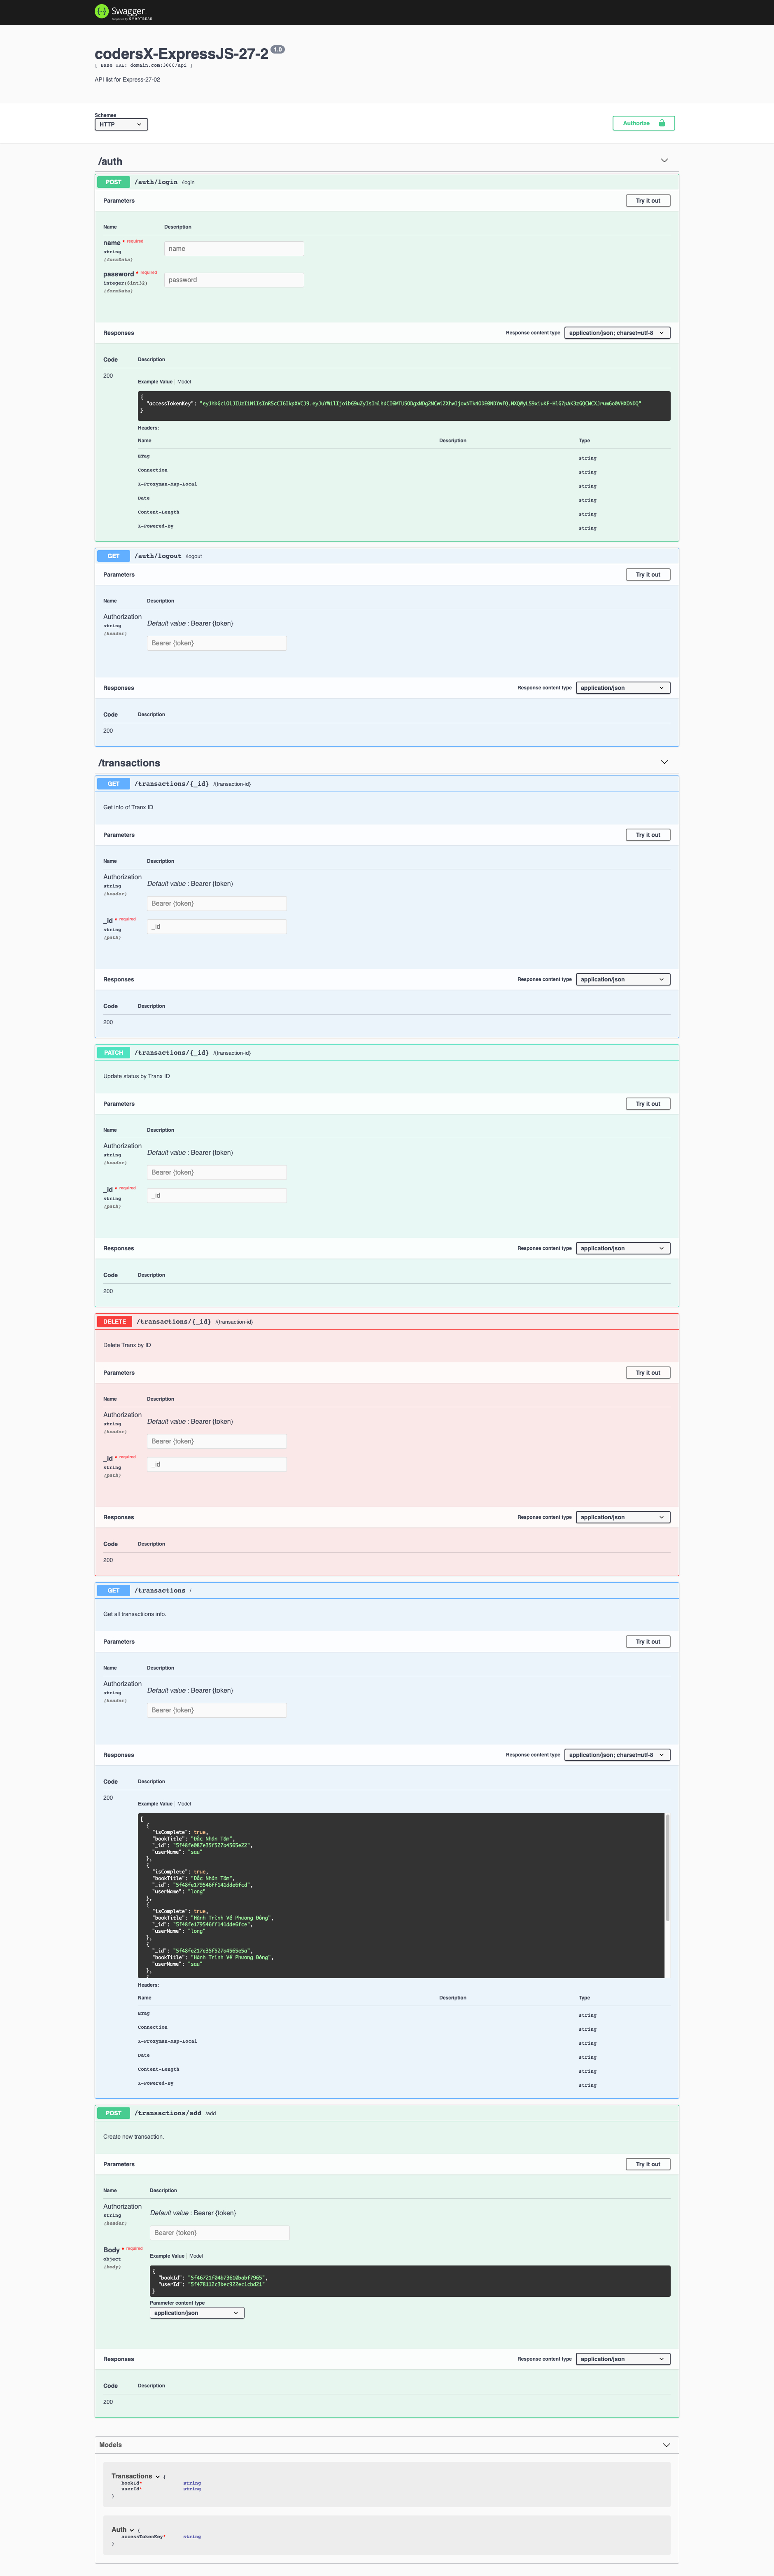 Swagger
Supported by SMARTBEAR
codersX-ExpressJS-27-2 1.0
[ Base URL: domain.com:3000/api ]
API list for Express-27-02
Schemes
HTTP
Authorize
/auth
POST /auth/login /login
Parameters Try it out
Name Description
name * required
string
(formData)
name
password * required
integer($int32)
(formData)
password
Responses Response content type application/json; charset=utf-8
Code Description
200
Example Value Model
{
"accessTokenKey":
}
Headers:
Name Description Type
ETag string
Connection string
X-Proxyman-Map-Local string
Date string
Content-Length string
X-Powered-By string
GET /auth/logout /logout
Parameters Try it out
Name Description
Authorization
string
(header)
Default value : Bearer {token}
Bearer {token}
Responses Response content type application/json
Code Description
200
/transactions
GET /transactions/{_id} /{transaction-id}
Get info of Tranx ID
Parameters Try it out
Name Description
Authorization
string
(header)
Default value : Bearer {token}
Bearer {token}
_id * required
string
(path)
_id
Responses Response content type application/json
Code Description
200
PATCH /transactions/{_id} /{transaction-id}
Update status by Tranx ID
Parameters Try it out
Name Description
Authorization
string
(header)
Default value : Bearer {token}
Bearer {token}
_id * required
string
(path)
_id
Responses Response content type application/json
Code Description
200
DELETE /transactions/{_id} /{transaction-id}
Delete Tranx by ID
Parameters Try it out
Name Description
Authorization
string
(header)
Default value : Bearer {token}
Bearer {token}
_id * required
string
(path)
_id
Responses Response content type application/json
Code Description
200
GET /transactions /
Get all transactiions info.
Parameters Try it out
Name Description
Authorization
string
(header)
Default value : Bearer {token}
Bearer {token}
Responses Response content type application/json; charset=utf-8
Code Description
200
Example Value Model
[
{
"isComplete": true,
"bookTitle": "Đắc Nhân Tâm",
"_id": "5f48fe087e35f527a4565e22",
"userName": "sau"
},
{
"isComplete": true,
"bookTitle": "Đắc Nhân Tâm",
"_id": "5f48fe179546ff141dde6fcd",
"userName": "long"
},
{
"isComplete": true,
"bookTitle": "Hành Trình Về Phương Đông",
"_id": "5f48fe179546ff141dde6fce",
"userName": "long"
},
{
"_id": "5f48fe217e35f527a4565e5a",
"bookTitle": "Hành Trình Về Phương Đông",
"userName": "sau"
},
{
Headers:
Name Description Type
ETag string
Connection string
X-Proxyman-Map-Local string
Date string
Content-Length string
X-Powered-By string
POST /transactions/add /add
Create new transaction.
Parameters Try it out
Name Description
Authorization
string
(header)
Default value : Bearer {token}
Bearer {token}
Body * required
object
(body)
Example Value Model
{
"bookId": "5f46721f04b73610babf7965",
"userId": "5f478112c3bec922ec1cbd21"
}
Parameter content type
application/json
Responses Response content type application/json
Code Description
200
Models
Transactions {
bookId* string
userId* string
}
Auth {
accessTokenKey* string
}